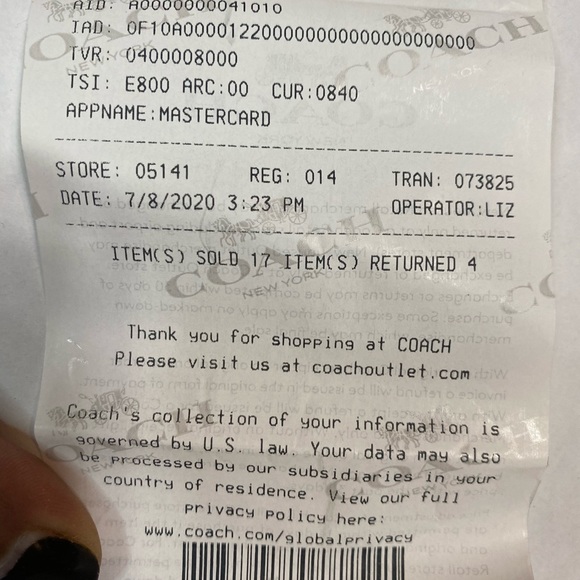 AID: A0000000041010
IAD: 0F10A00001220000000000000000000000
TVR: 0400008000
TSI: E800 ARC:00 CUR:0840
APPNAME:MASTERCARD
STORE: 05141 REG: 014 TRAN: 073825
DATE: 7/8/2020 3:23 PM OPERATOR:LIZ
ITEM(S) SOLD 17 ITEM(S) RETURNED 4
COACH
NEW YORK
Thank you for shopping at COACH
Please visit us at coachoutlet.com
Coach's collection of your information is
governed by U.S. law. Your data may also
be processed by our subsidiaries in your
country of residence. View our full
privacy policy here:
www.coach.com/globalprivacy